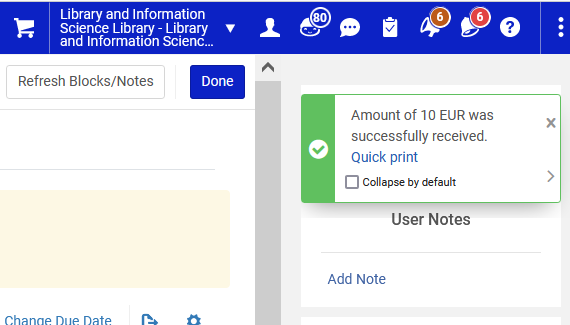 Library and Information
Science Library - Library
and Information Scienc...
80
6
6
?
Refresh Blocks/Notes
Done
Amount of 10 EUR was
successfully received.
Quick print
Collapse by default
User Notes
Add Note
Change Due Date